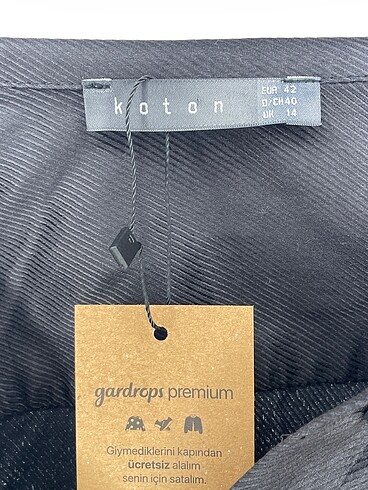 koton
EUR 42
D/CH 40
UK 14
gardrops premium
Giymediklerini kapından
ücretsiz alalım
senin için satalım.